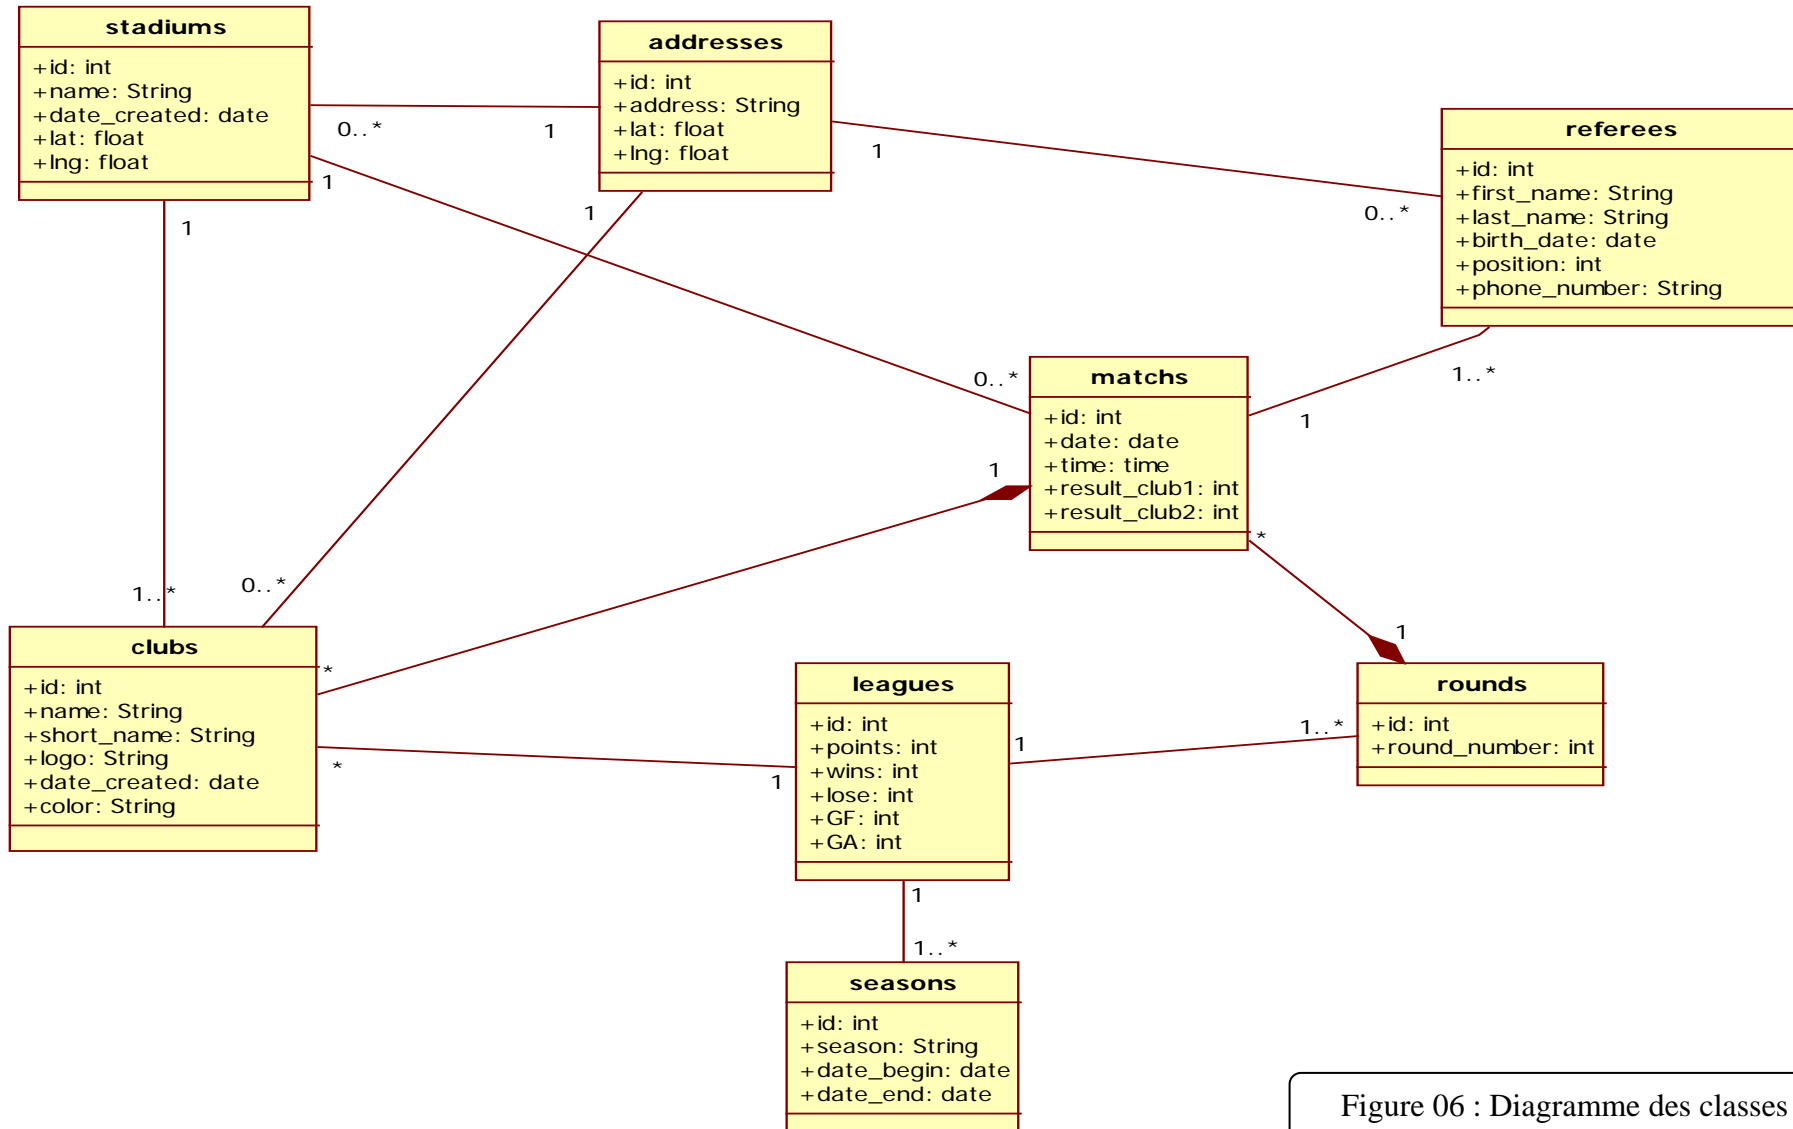 stadiums
+id: int
+name: String
+date_created: date
+lat: float
+lng: float
addresses
+id: int
+address: String
+lat: float
+lng: float
referees
+id: int
+first_name: String
+last_name: String
+birth_date: date
+position: int
+phone_number: String
0..*
1
1
0..*
1
1
1
0..*
1..*
1
matchs
+id: int
+date: date
+time: time
+result_club1: int
+result_club2: int
1
*
*
1
1..*
0..*
clubs
+id: int
+name: String
+short_name: String
+logo: String
+date_created: date
+color: String
*
1
leagues
+id: int
+points: int
+wins: int
+lose: int
+GF: int
+GA: int
1
1..*
rounds
+id: int
+round_number: int
1
1..*
seasons
+id: int
+season: String
+date_begin: date
+date_end: date
Figure 06 : Diagramme des classes